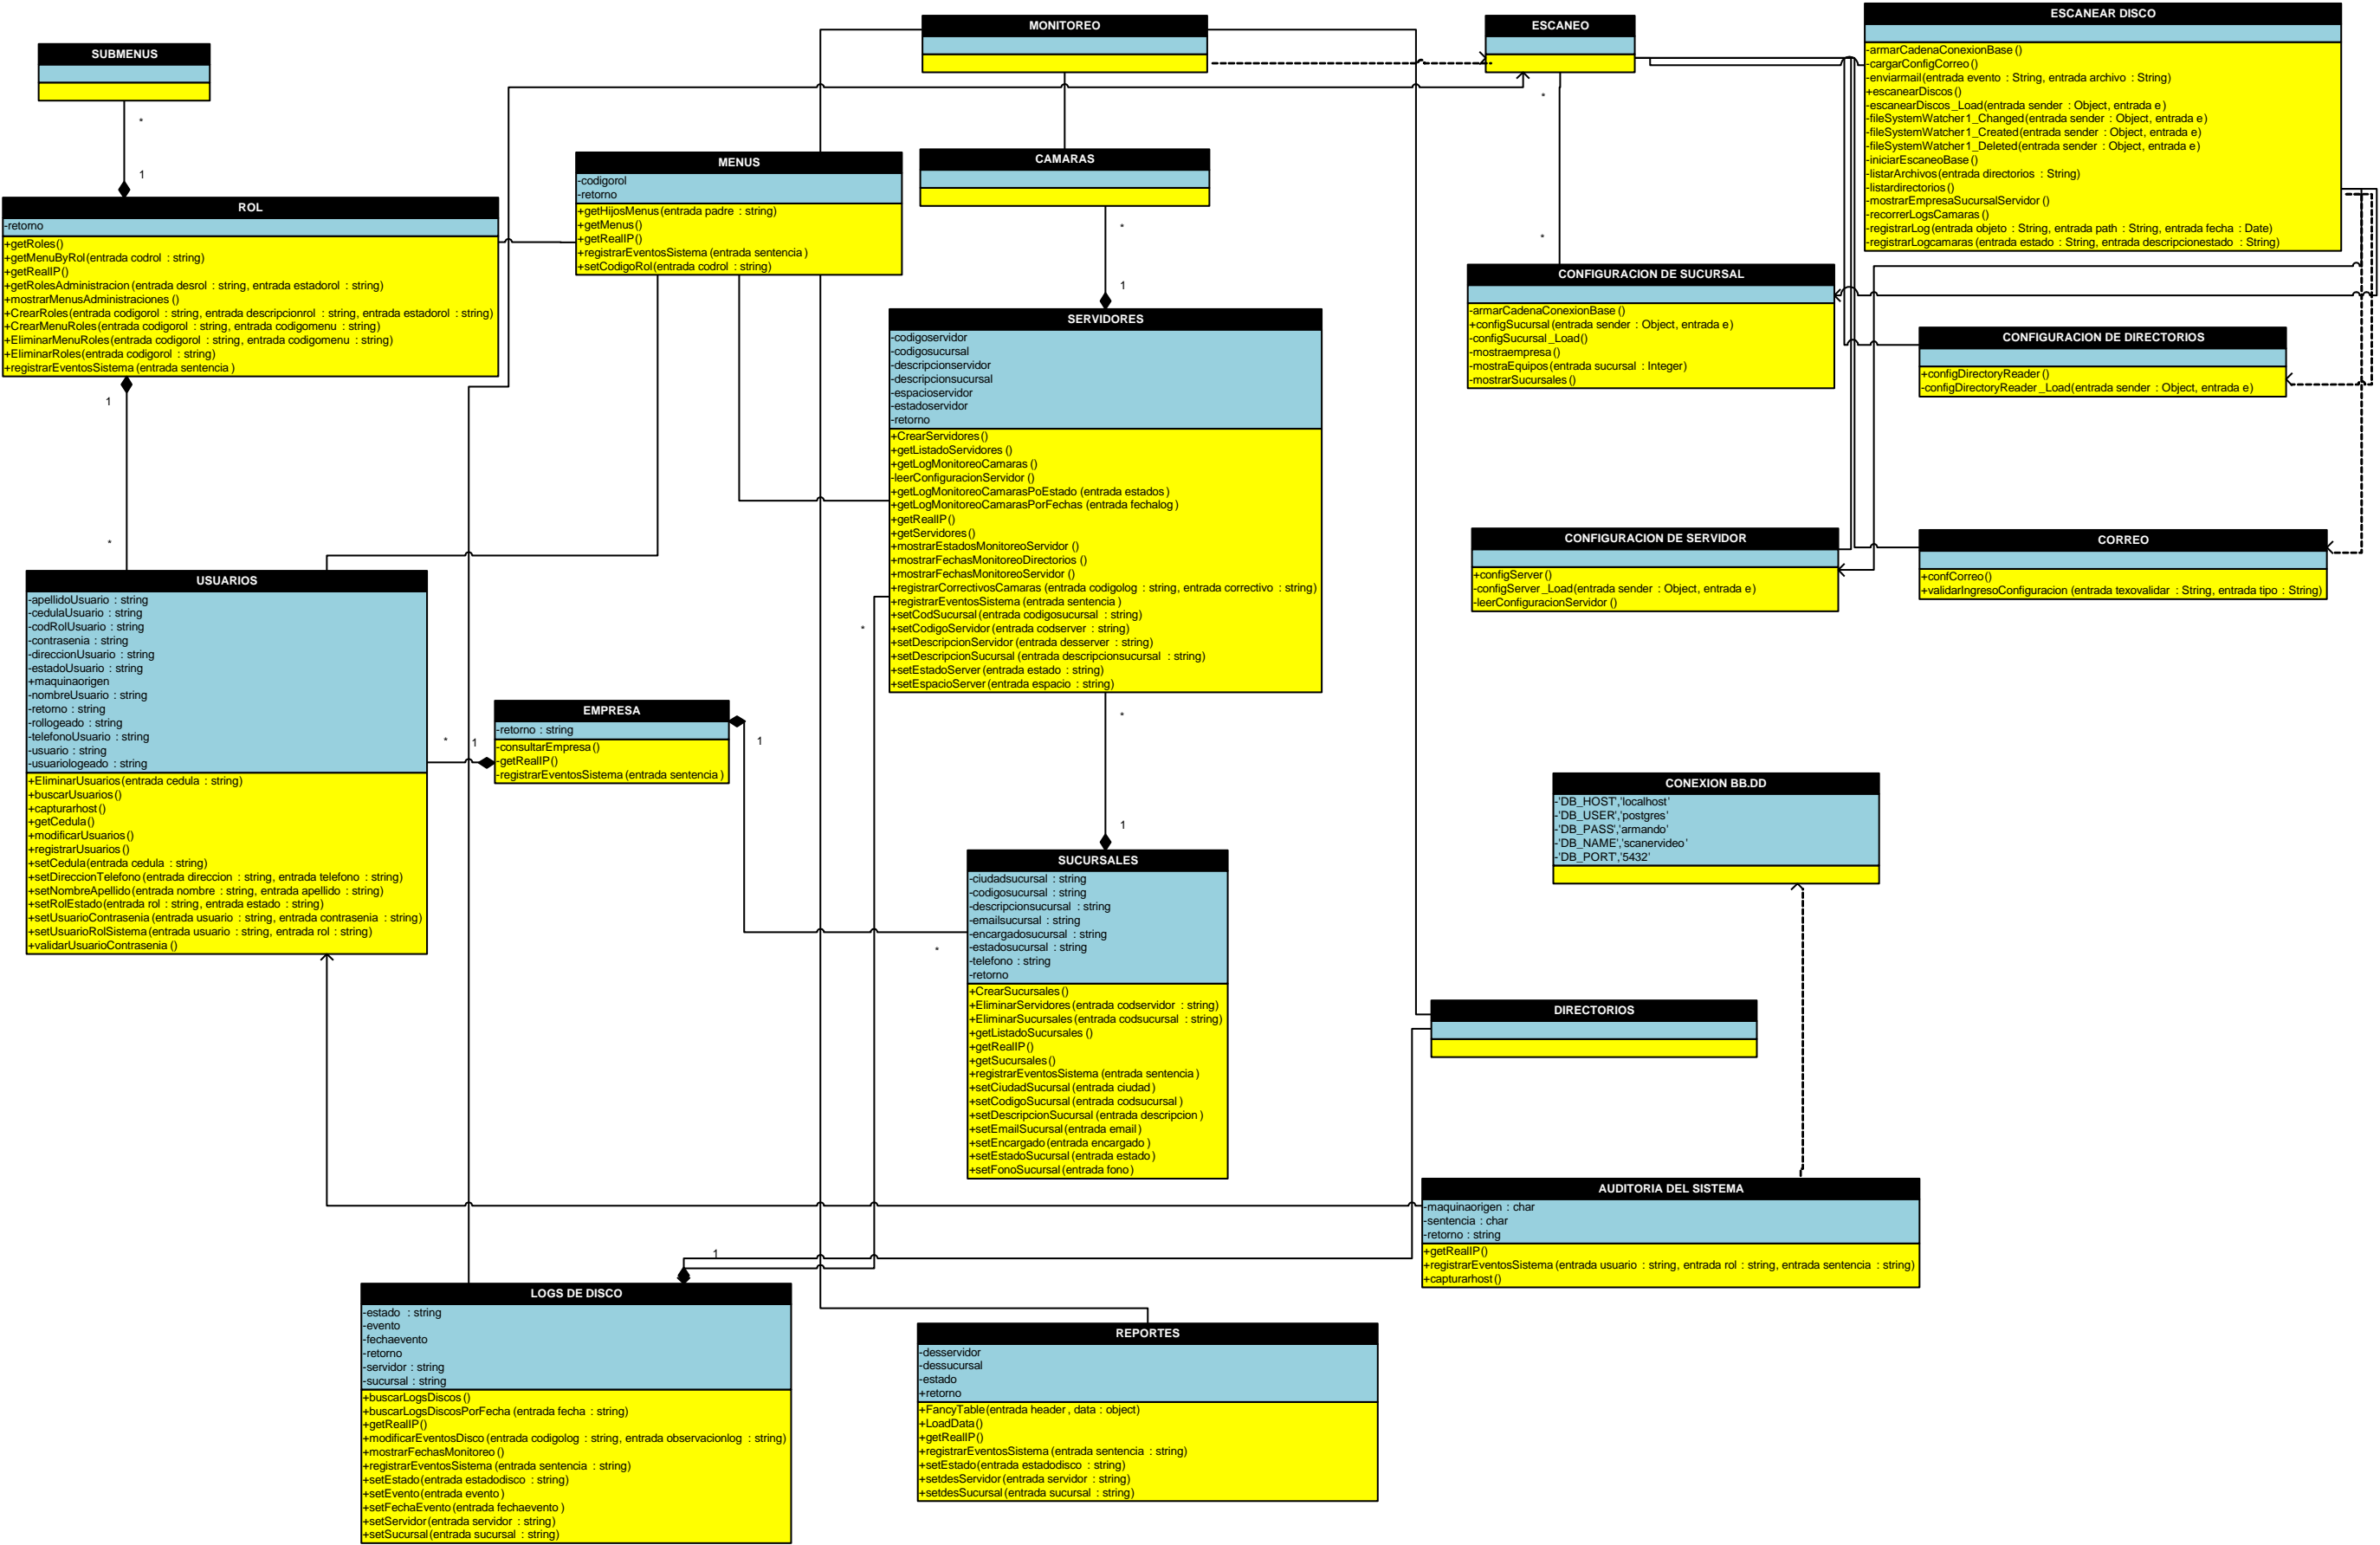 SUBMENUS
*
1
ROL
-retorno
+getRoles()
+getMenuByRol(entrada codrol : string)
+getRealIP()
+getRolesAdministracion(entrada desrol : string, entrada estadorol : string)
+mostrarMenusAdministraciones()
+CrearRoles(entrada codigorol : string, entrada descripcionrol : string, entrada estadorol : string)
+CrearMenuRoles(entrada codigorol : string, entrada codigomenu : string)
+EliminarMenuRoles(entrada codigorol : string, entrada codigomenu : string)
+EliminarRoles(entrada codigorol : string)
+registrarEventosSistema(entrada sentencia)
1
*
USUARIOS
-apellidoUsuario : string
-cedulaUsuario : string
-codRolUsuario : string
-contrasenia : string
-direccionUsuario : string
-estadoUsuario : string
+maquinaorigen
-nombreUsuario : string
-retorno : string
-rollogeado : string
-telefonoUsuario : string
-usuario : string
-usuariologeado : string
+EliminarUsuarios(entrada cedula : string)
+buscarUsuarios()
+capturarhost()
+getCedula()
+modificarUsuarios()
+registrarUsuarios()
+setCedula(entrada cedula : string)
+setDireccionTelefono(entrada direccion : string, entrada telefono : string)
+setNombreApellido(entrada nombre : string, entrada apellido : string)
+setRolEstado(entrada rol : string, entrada estado : string)
+setUsuarioContrasenia(entrada usuario : string, entrada contrasenia : string)
+setUsuarioRolSistema(entrada usuario : string, entrada rol : string)
+validarUsuarioContrasenia()
*
1
EMPRESA
-retorno : string
-consultarEmpresa()
-getRealIP()
-registrarEventosSistema(entrada sentencia)
1
*
MENUS
-codigorol
-retorno
+getHijosMenus(entrada padre : string)
+getMenus()
+getRealIP()
+registrarEventosSistema(entrada sentencia)
+setCodigoRol(entrada codrol : string)
MONITOREO
CAMARAS
*
1
SERVIDORES
-codigoservidor
-codigosucursal
-descripcionservidor
-descripcionsucursal
-espacioservidor
-estadoservidor
-retorno
+CrearServidores()
+getListadoServidores()
+getLogMonitoreoCamaras()
-leerConfiguracionServidor()
+getLogMonitoreoCamarasPoEstado(entrada estados)
+getLogMonitoreoCamarasPorFechas(entrada fechalog)
+getRealIP()
+getServidores()
+mostrarEstadosMonitoreoServidor()
+mostrarFechasMonitoreoDirectorios()
+mostrarFechasMonitoreoServidor()
+registrarCorrectivosCamaras(entrada codigolog : string, entrada correctivo : string)
+registrarEventosSistema(entrada sentencia)
+setCodSucursal(entrada codigosucursal : string)
+setCodigoServidor(entrada codserver : string)
+setDescripcionServidor(entrada desserver : string)
+setDescripcionSucursal(entrada descripcionsucursal : string)
+setEstadoServer(entrada estado : string)
+setEspacioServer(entrada espacio : string)
*
*
1
SUCURSALES
-ciudadsucursal : string
-codigosucursal : string
-descripcionsucursal : string
-emailsucursal : string
-encargadosucursal : string
-estadosucursal : string
-telefono : string
-retorno
+CrearSucursales()
+EliminarServidores(entrada codservidor : string)
+EliminarSucursales(entrada codsucursal : string)
+getListadoSucursales()
+getRealIP()
+getSucursales()
+registrarEventosSistema(entrada sentencia)
+setCiudadSucursal(entrada ciudad)
+setCodigoSucursal(entrada codsucursal)
+setDescripcionSucursal(entrada descripcion)
+setEmailSucursal(entrada email)
+setEncargado(entrada encargado)
+setEstadoSucursal(entrada estado)
+setFonoSucursal(entrada fono)
ESCANEO
*
*
ESCANEAR DISCO
-armarCadenaConexionBase()
-cargarConfigCorreo()
-enviarmail(entrada evento : String, entrada archivo : String)
+escanearDiscos()
-escanearDiscos_Load(entrada sender : Object, entrada e)
-fileSystemWatcher1_Changed(entrada sender : Object, entrada e)
-fileSystemWatcher1_Created(entrada sender : Object, entrada e)
-fileSystemWatcher1_Deleted(entrada sender : Object, entrada e)
-iniciarEscaneoBase()
-listarArchivos(entrada directorios : String)
-listardirectorios()
-mostrarEmpresaSucursalServidor()
-recorrerLogsCamaras()
-registrarLog(entrada objeto : String, entrada path : String, entrada fecha : Date)
-registrarLogcamaras(entrada estado : String, entrada descripcionestado : String)
CONFIGURACION DE SUCURSAL
-armarCadenaConexionBase()
+configSucursal(entrada sender : Object, entrada e)
-configSucursal_Load()
-mostraempresa()
-mostraEquipos(entrada sucursal : Integer)
-mostrarSucursales()
CONFIGURACION DE DIRECTORIOS
+configDirectoryReader()
-configDirectoryReader_Load(entrada sender : Object, entrada e)
CONFIGURACION DE SERVIDOR
+configServer()
-configServer_Load(entrada sender : Object, entrada e)
-leerConfiguracionServidor()
CORREO
+confCorreo()
+validarIngresoConfiguracion(entrada texovalidar : String, entrada tipo : String)
CONEXION BB.DD
-'DB_HOST','localhost'
-'DB_USER','postgres'
-'DB_PASS','armando'
-'DB_NAME','scanervideo'
-'DB_PORT','5432'
DIRECTORIOS
AUDITORIA DEL SISTEMA
-maquinaorigen : char
-sentencia : char
-retorno : string
+getRealIP()
+registrarEventosSistema(entrada usuario : string, entrada rol : string, entrada sentencia : string)
+capturarhost()
1
LOGS DE DISCO
-estado : string
-evento
-fechaevento
-retorno
-servidor : string
-sucursal : string
+buscarLogsDiscos()
+buscarLogsDiscosPorFecha(entrada fecha : string)
+getRealIP()
+modificarEventosDisco(entrada codigolog : string, entrada observacionlog : string)
+mostrarFechasMonitoreo()
+registrarEventosSistema(entrada sentencia : string)
+setEstado(entrada estadodisco : string)
+setEvento(entrada evento)
+setFechaEvento(entrada fechaevento)
+setServidor(entrada servidor : string)
+setSucursal(entrada sucursal : string)
REPORTES
-desservidor
-dessucursal
-estado
+retorno
+FancyTable(entrada header, data : object)
+LoadData()
+getRealIP()
+registrarEventosSistema(entrada sentencia : string)
+setEstado(entrada estadodisco : string)
+setdesServidor(entrada servidor : string)
+setdesSucursal(entrada sucursal : string)